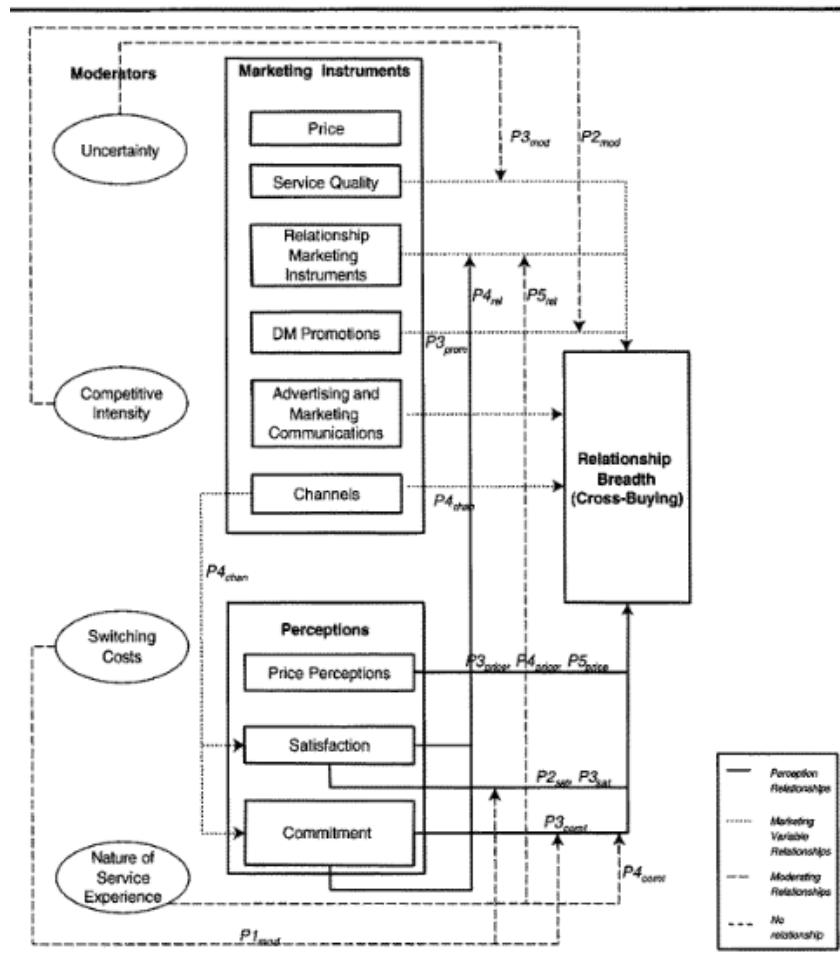 Moderators
Marketing Instruments
Uncertainty
Price
P3mod
P2mod
Service Quality
Relationship
Marketing
Instruments
P4rel
P5rel
DM Promotions
P3prom
Competitive
Intensity
Advertising and
Marketing
Communications
Relationship
Breadth
(Cross-Buying)
Channels
P4chan
P4chan
Switching
Costs
Perceptions
Price Perceptions
P3price, P4price, P5price
Satisfaction
P2sat, P3sat
Commitment
P3comt
Nature of
Service
Experience
P4comt
P1mod
Perception
Relationships
Marketing
Variable
Relationships
Moderating
Relationships
No
relationship